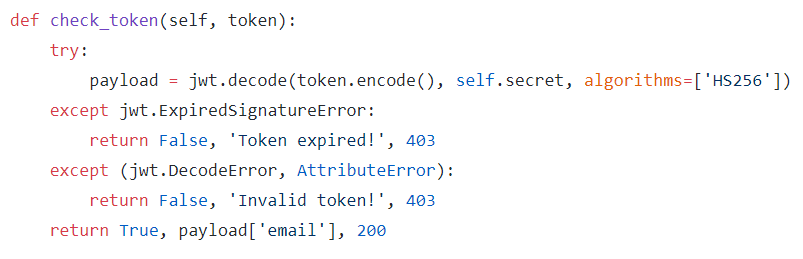 def check_token(self, token):
    try:
        payload = jwt.decode(token.encode(), self.secret, algorithms=['HS256'])
    except jwt.ExpiredSignatureError:
        return False, 'Token expired!', 403
    except (jwt.DecodeError, AttributeError):
        return False, 'Invalid token!', 403
    return True, payload['email'], 200